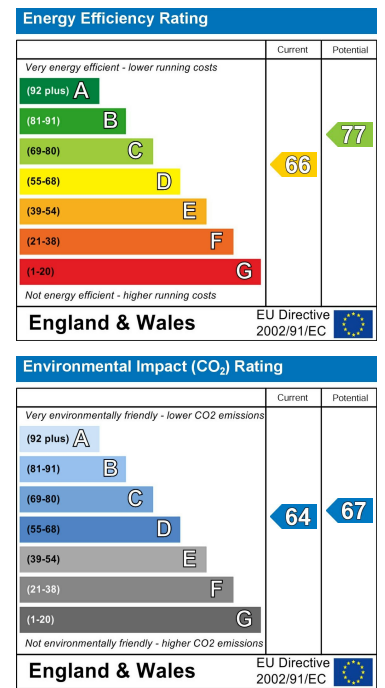 Energy Efficiency Rating
Current Potential
Very energy efficient - lower running costs
(92 plus) A
(81-91) B
(69-80) C
(55-68) D
(39-54) E
(21-38) F
(1-20) G
66
77
Not energy efficient - higher running costs
England & Wales
EU Directive
2002/91/EC
Environmental Impact (CO₂) Rating
Current Potential
Very environmentally friendly - lower CO2 emissions
(92 plus) A
(81-91) B
(69-80) C
(55-68) D
(39-54) E
(21-38) F
(1-20) G
64
67
Not environmentally friendly - higher CO2 emissions
England & Wales
EU Directive
2002/91/EC